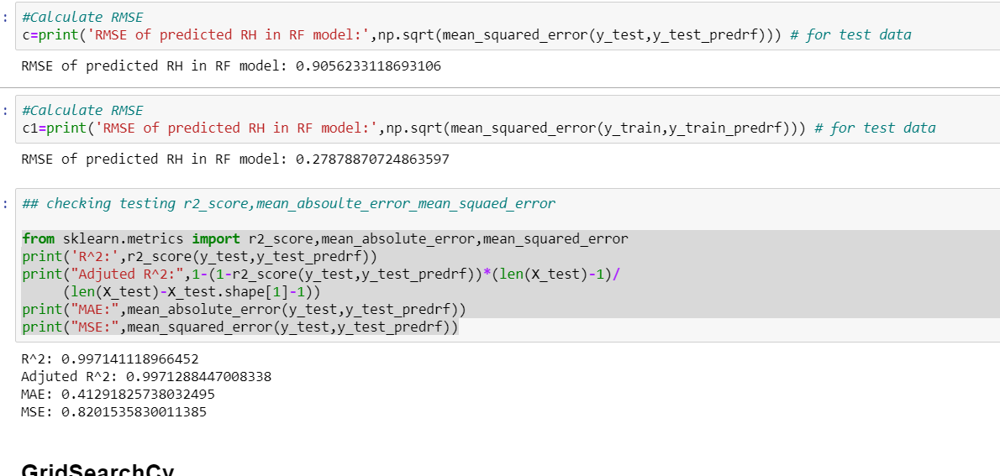 : #Calculate RMSE
c=print('RMSE of predicted RH in RF model:',np.sqrt(mean_squared_error(y_test,y_test_predrf))) # for test data
RMSE of predicted RH in RF model: 0.9056233118693106
: #Calculate RMSE
c1=print('RMSE of predicted RH in RF model:',np.sqrt(mean_squared_error(y_train,y_train_predrf))) # for test data
RMSE of predicted RH in RF model: 0.27878870724863597
: ## checking testing r2_score,mean_absoulte_error_mean_squaed_error
from sklearn.metrics import r2_score,mean_absolute_error,mean_squared_error
print('R^2:',r2_score(y_test,y_test_predrf))
print("Adjuted R^2:",1-(1-r2_score(y_test,y_test_predrf))*(len(X_test)-1)/
(len(X_test)-X_test.shape[1]-1))
print("MAE:",mean_absolute_error(y_test,y_test_predrf))
print("MSE:",mean_squared_error(y_test,y_test_predrf))
R^2: 0.997141118966452
Adjuted R^2: 0.9971288447008338
MAE: 0.41291825738032495
MSE: 0.8201535830011385
GridSearchCv